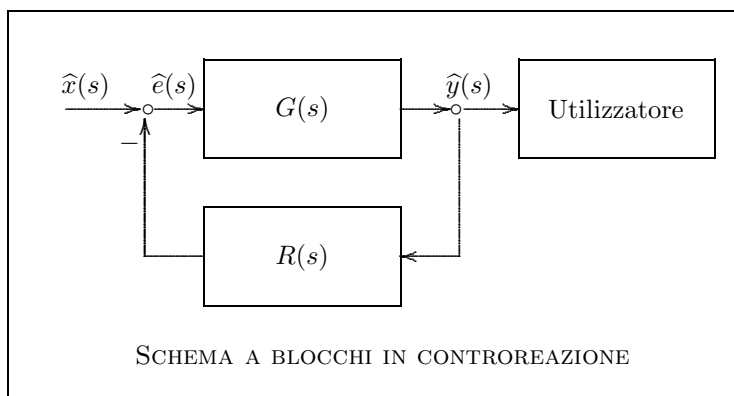 x̂(s) ê(s) ŷ(s)
G(s) Utilizzatore
−
R(s)
Schema a blocchi in controreazione